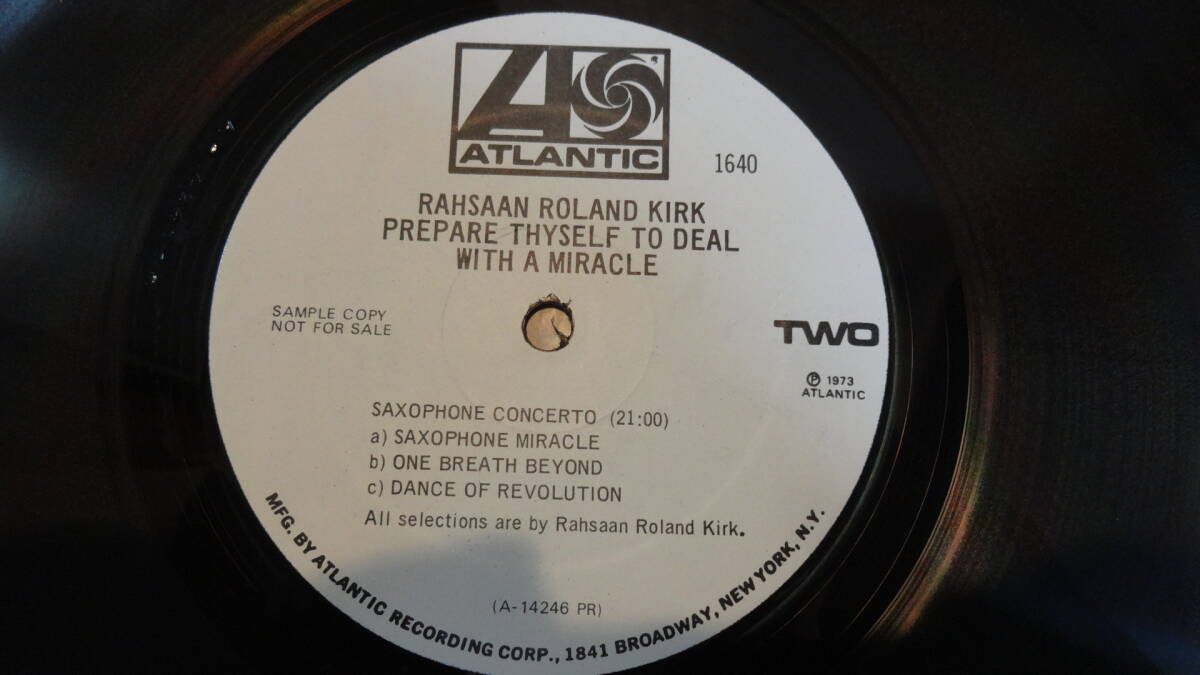 ATLANTIC
1640
RAHSAAN ROLAND KIRK
PREPARE THYSELF TO DEAL
WITH A MIRACLE
SAMPLE COPY
NOT FOR SALE
TWO
Ⓟ 1973
ATLANTIC
SAXOPHONE CONCERTO (21:00)
a) SAXOPHONE MIRACLE
b) ONE BREATH BEYOND
c) DANCE OF REVOLUTION
All selections are by Rahsaan Roland Kirk.
(A-14246 PR)
MFG. BY ATLANTIC RECORDING CORP., 1841 BROADWAY, NEW YORK, N.Y.